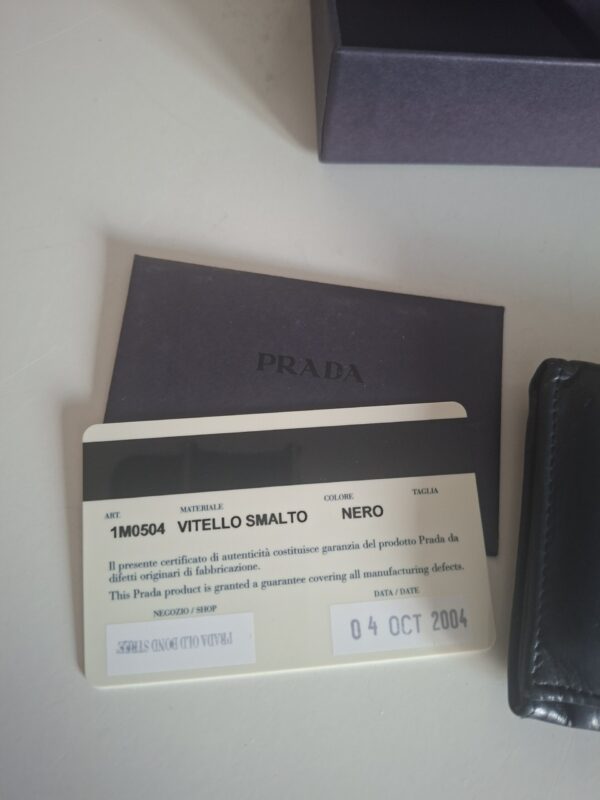 PRADA
ART. MATERIALE COLORE TAGLIA
1M0504 VITELLO SMALTO NERO
Il presente certificato di autenticità costituisce garanzia del prodotto Prada da
difetti originari di fabbricazione.
This Prada product is granted a guarantee covering all manufacturing defects.
NEGOZIO / SHOP DATA / DATE
PRADA OLD BOND STREE 04 OCT 2004